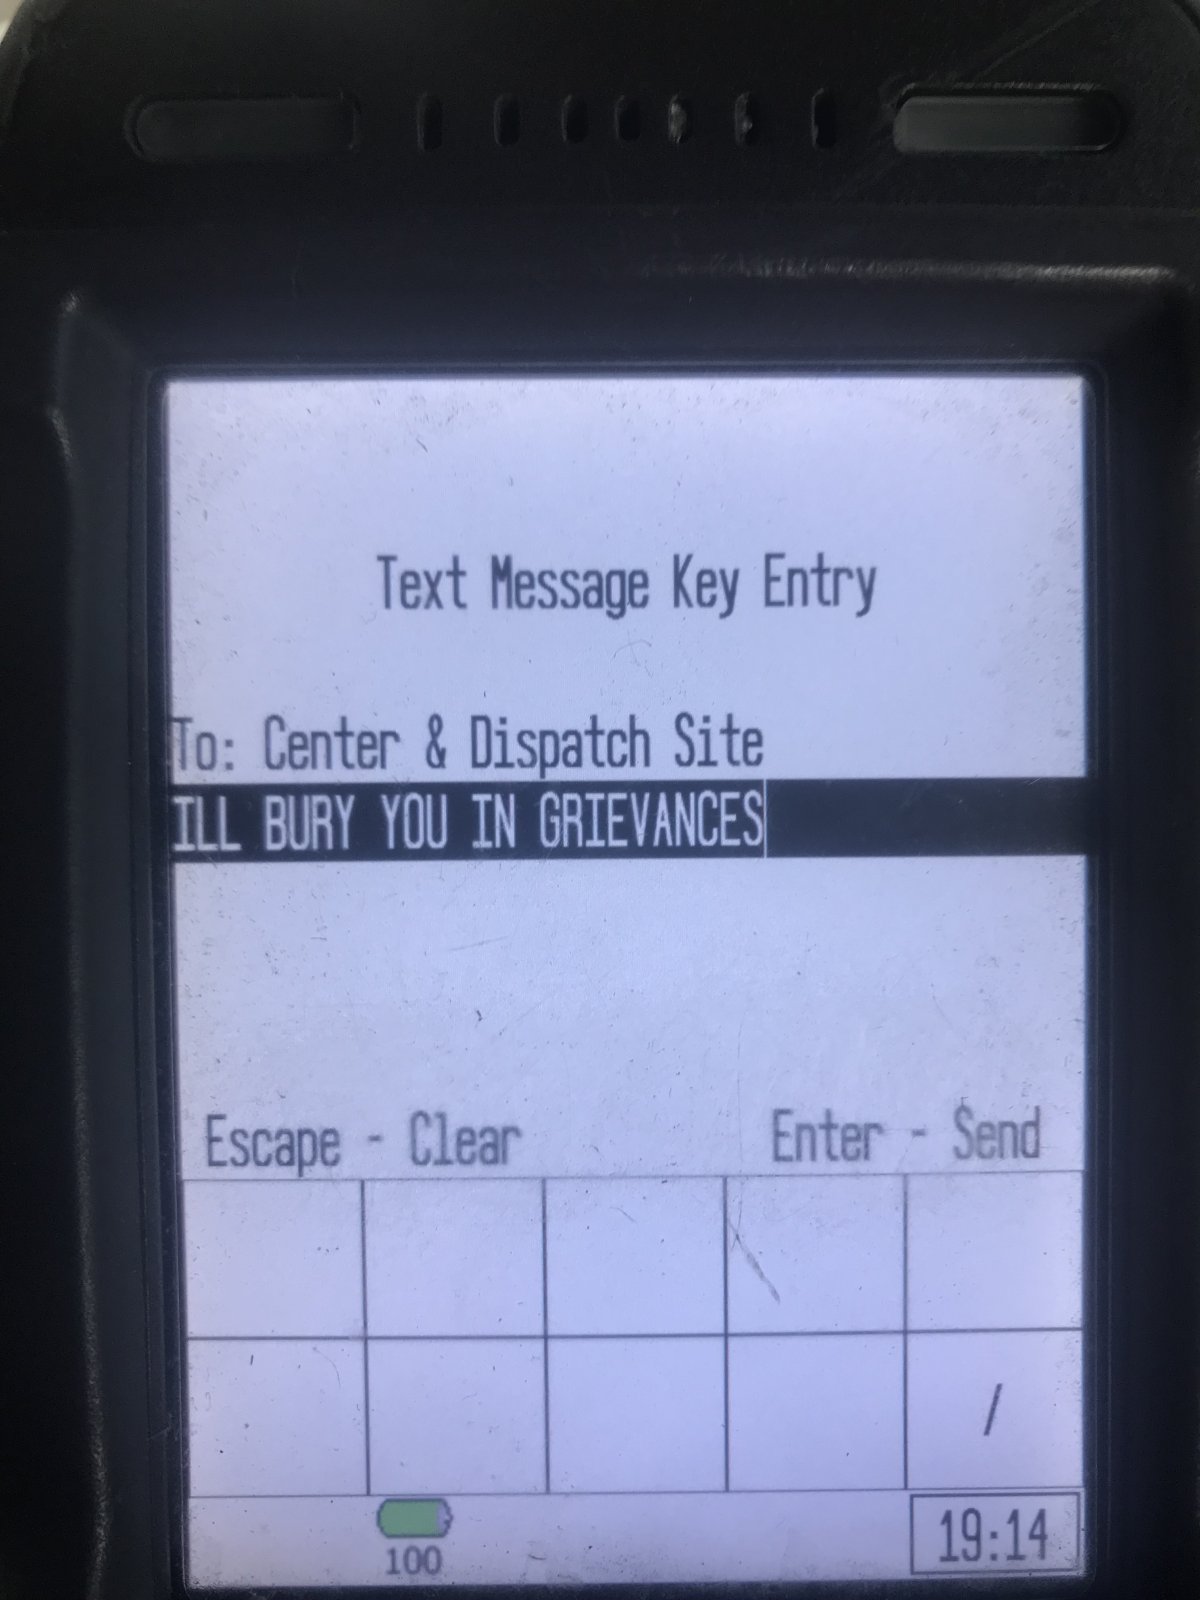 Text Message Key Entry
To: Center & Dispatch Site
ILL BURY YOU IN GRIEVANCES
Escape - Clear
Enter - Send
/
100
19:14